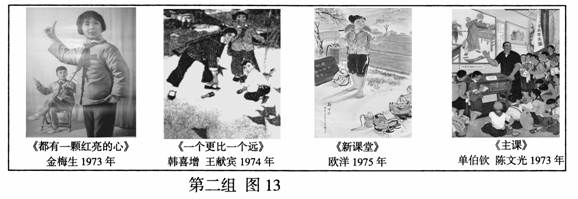 《都有一颗红亮的心》
金梅生 1973 年
《一个更比一个远》
韩喜增 王献宾 1974 年
《新课堂》
欧洋 1975 年
《主课》
单伯钦 陈文光 1973 年
第二组 图 13